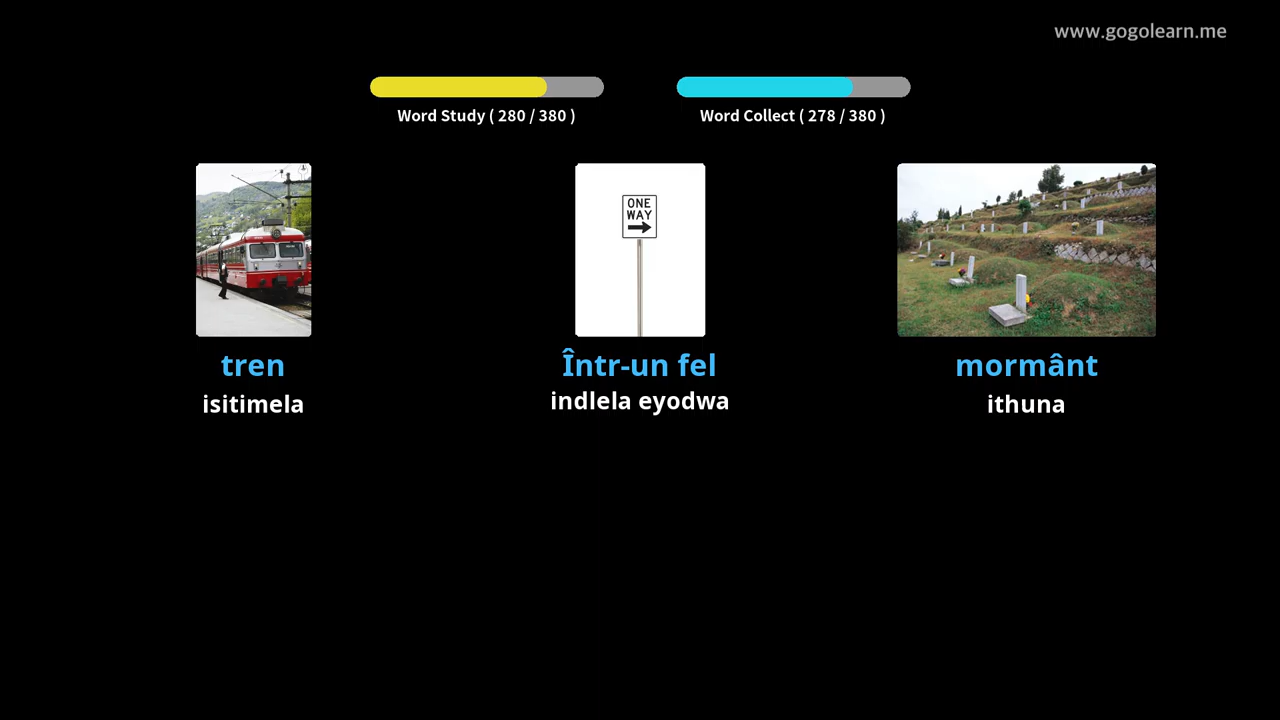 www.gogolearn.me
Word Study ( 280 / 380 )
Word Collect ( 278 / 380 )
ONE
WAY
tren
Într-un fel
mormânt
isitimela
indlela eyodwa
ithuna